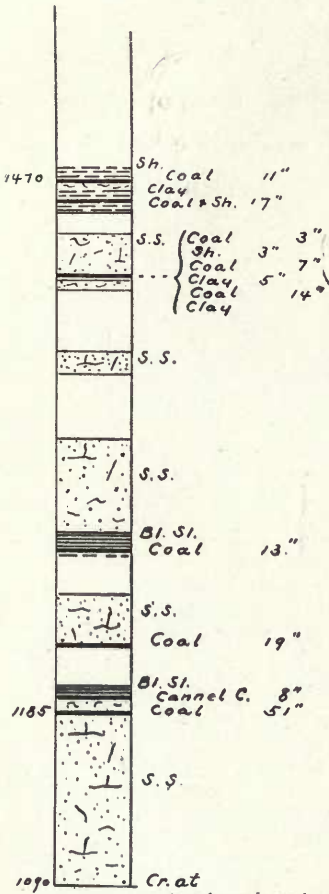 Sh.
1470 Coal 11"
Clay
Coal & Sh. 17"
S.S. Coal 3"
Sh. 3"
Coal 7"
Clay 5"
Coal 14"
Clay
S.S.
S.S.
Bl. Sl.
Coal 13"
S.S.
Coal 19"
Bl. Sl.
Cannel C. 8"
1185 Coal 51"
S.S.
1090 Cr. at